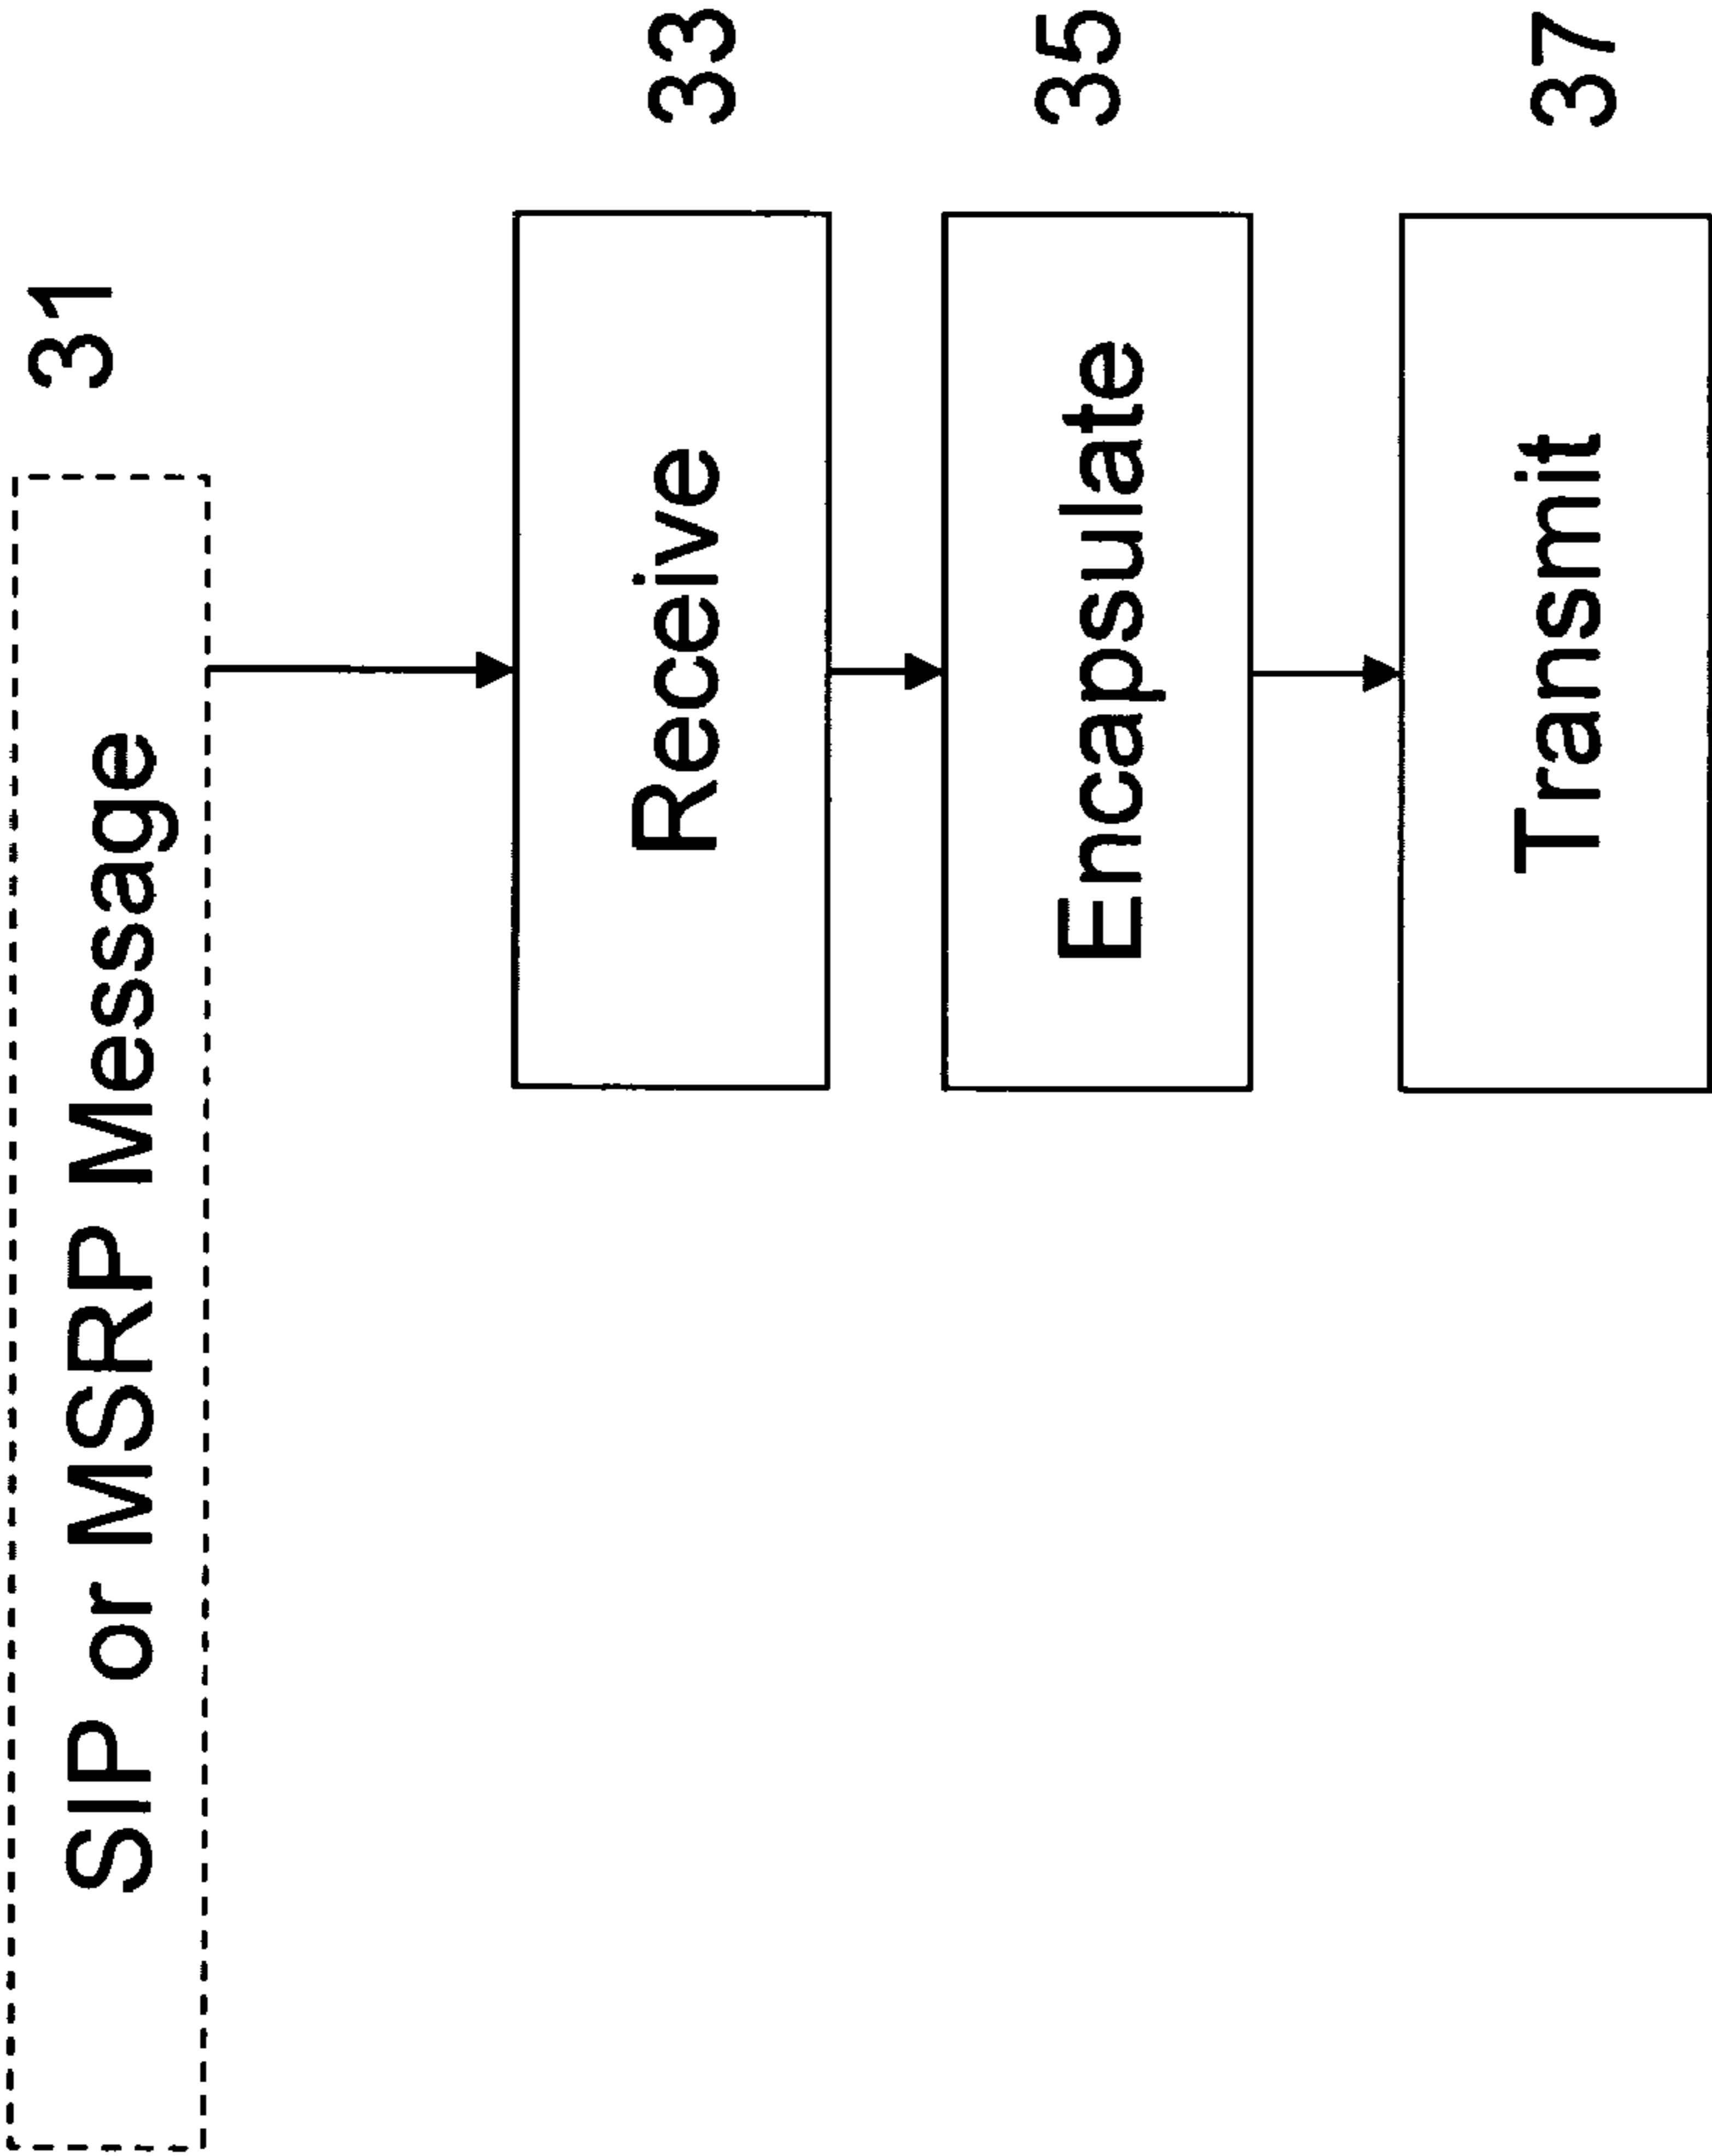 SIP or MSRP Message 31
Receive 33
Encapsulate 35
Transmit 37